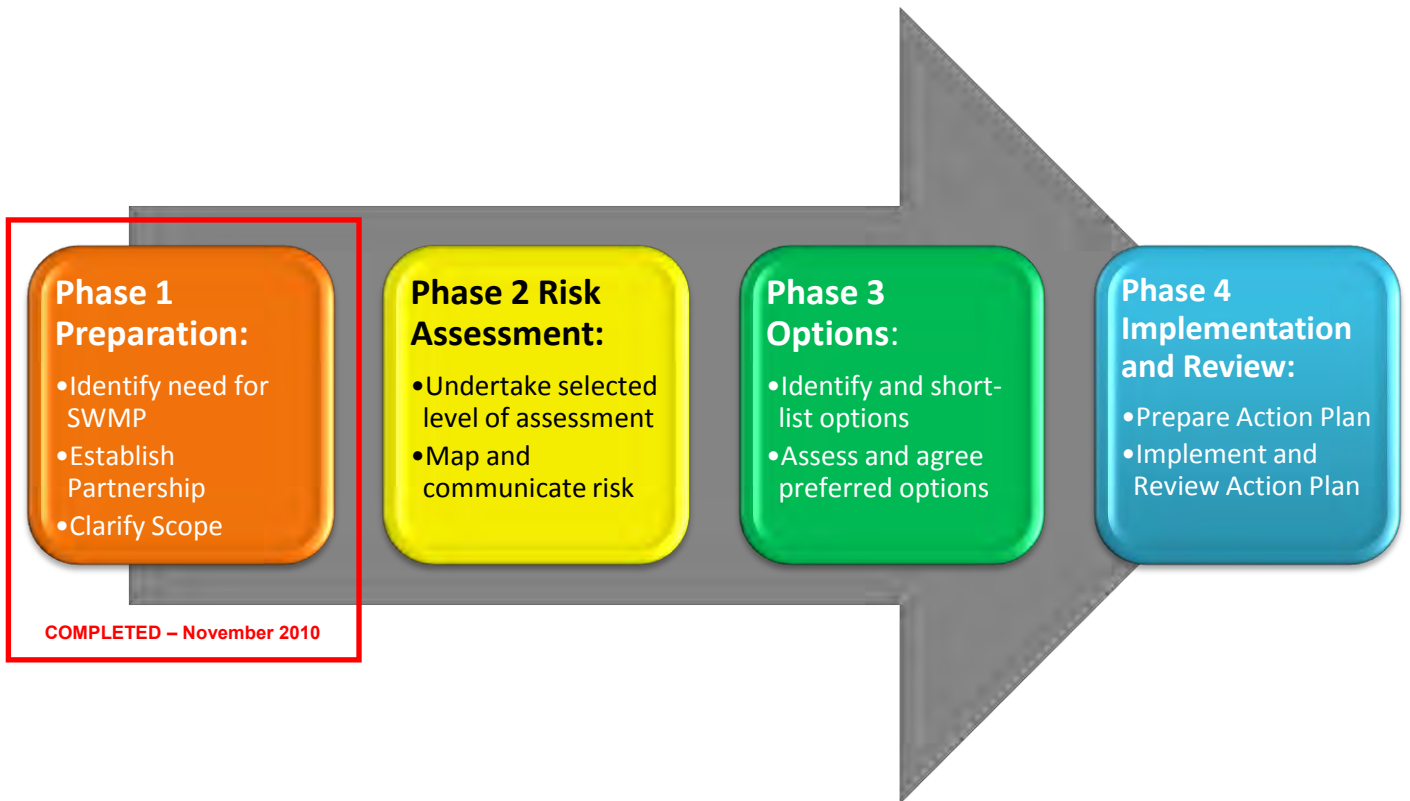 Phase 1
Preparation:
•Identify need for
SWMP
•Establish
Partnership
•Clarify Scope
COMPLETED – November 2010
Phase 2 Risk
Assessment:
•Undertake selected
level of assessment
•Map and
communicate risk
Phase 3
Options:
•Identify and short-
list options
•Assess and agree
preferred options
Phase 4
Implementation
and Review:
•Prepare Action Plan
•Implement and
Review Action Plan